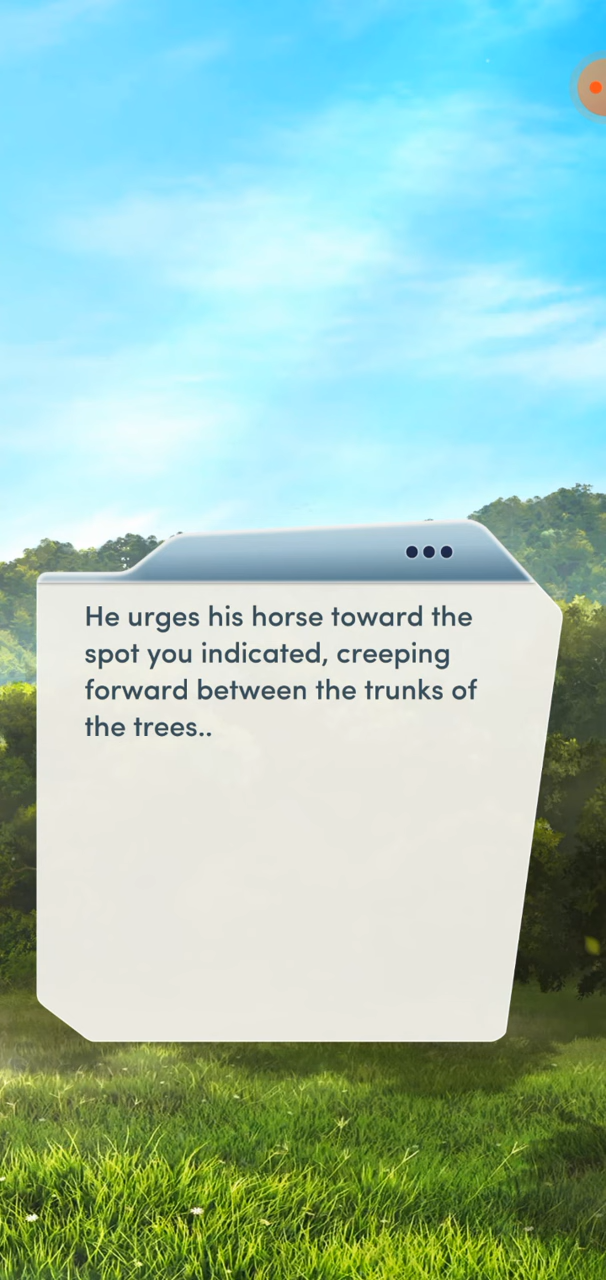 He urges his horse toward the
spot you indicated, creeping
forward between the trunks of
the trees..